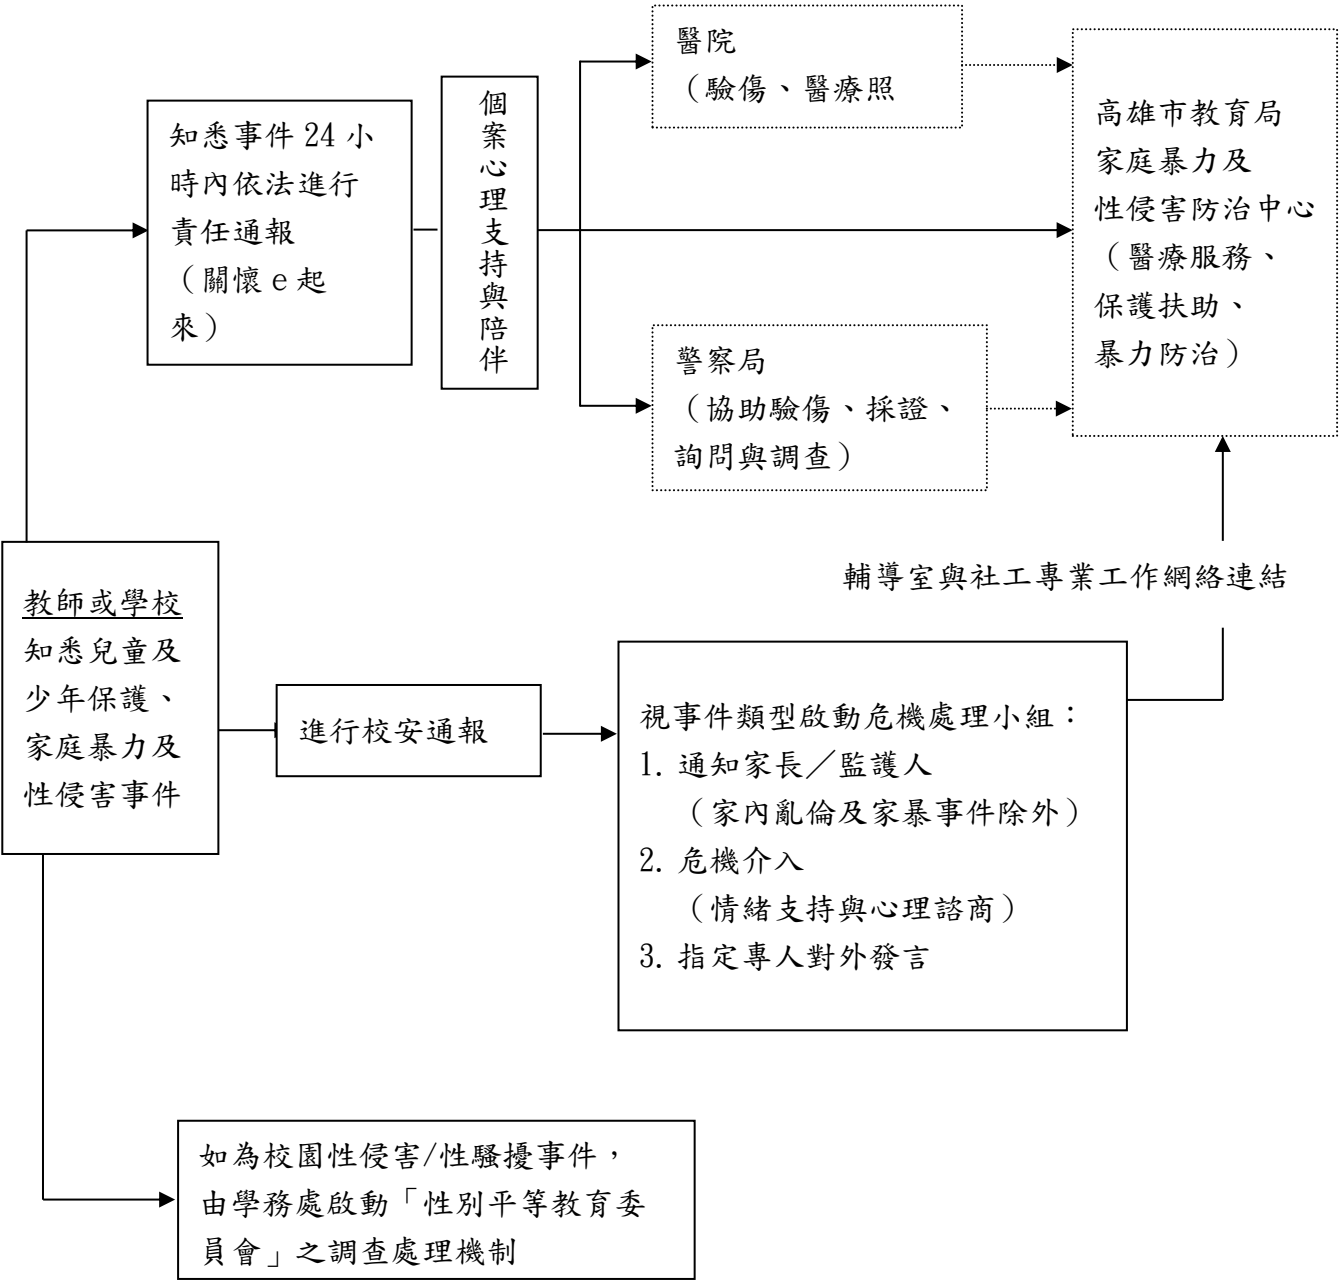 醫院
（驗傷、醫療照
高雄市教育局
家庭暴力及
性侵害防治中心
（醫療服務、
保護扶助、
暴力防治）
個案心理支持與陪伴
知悉事件 24 小
時內依法進行
責任通報
（關懷 e 起
來）
警察局
（協助驗傷、採證、
詢問與調查）
輔導室與社工專業工作網絡連結
教師或學校
知悉兒童及
少年保護、
家庭暴力及
性侵害事件
進行校安通報
視事件類型啟動危機處理小組：
1. 通知家長／監護人
（家內亂倫及家暴事件除外）
2. 危機介入
（情緒支持與心理諮商）
3. 指定專人對外發言
如為校園性侵害/性騷擾事件，
由學務處啟動「性別平等教育委
員會」之調查處理機制